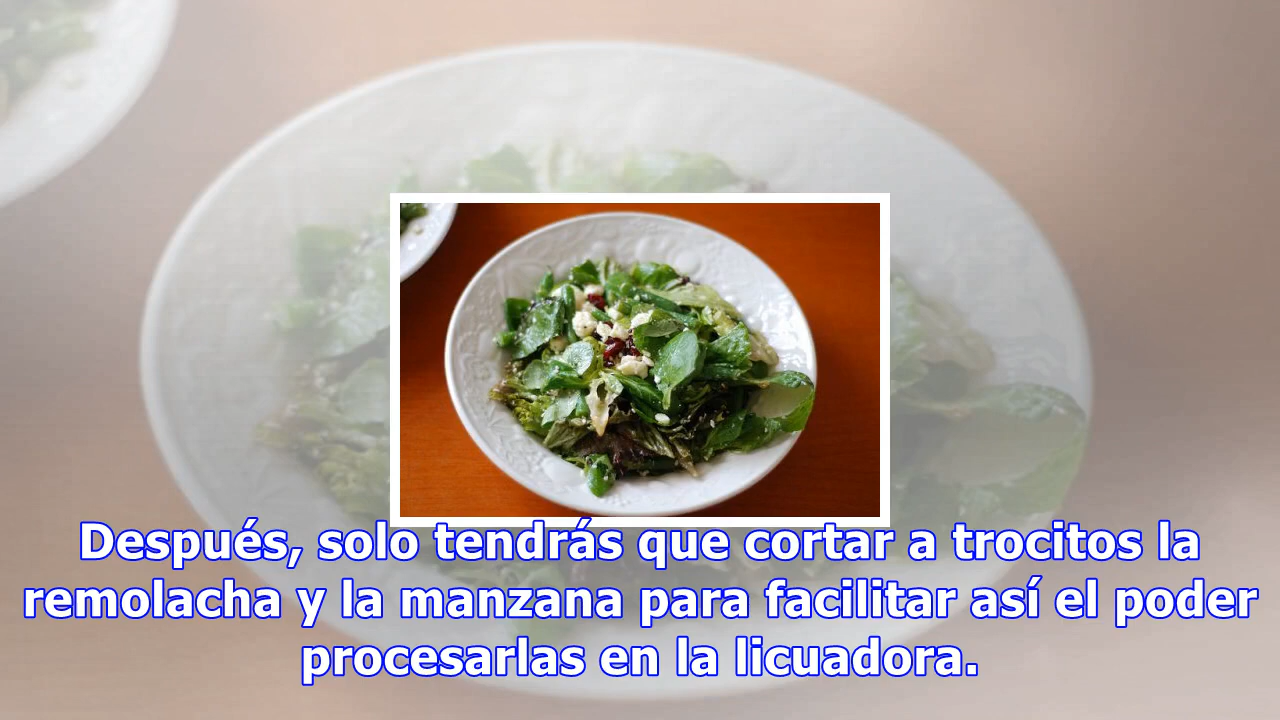 Después, solo tendrás que cortar a trocitos la
remolacha y la manzana para facilitar así el poder
procesarlas en la licuadora.